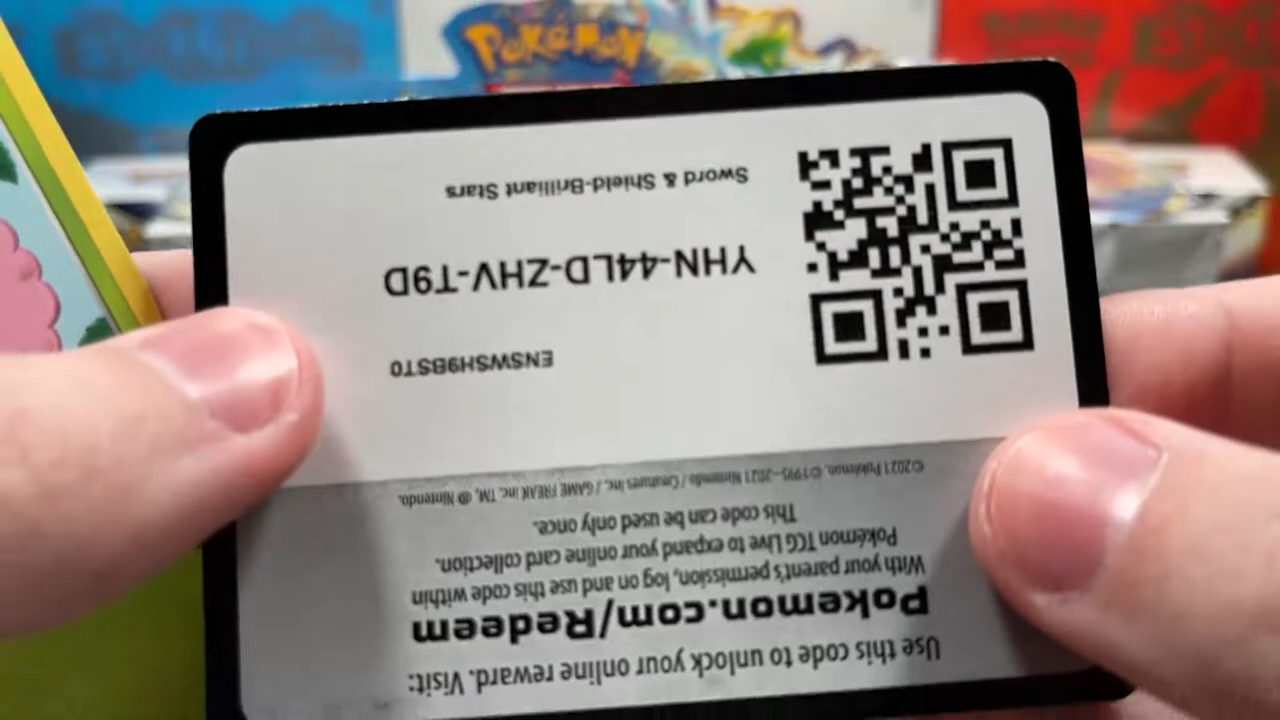 Pokémon
Use this code to unlock your online reward. Visit:
Pokemon.com/Redeem
With your parent's permission, log on and use this code within
Pokémon TCG Live to expand your online card collection.
This code can be used only once.
©2021 Pokémon. ©1995–2021 Nintendo / Creatures Inc. / GAME FREAK inc. TM, ® Nintendo.
ENSWSH9BST0
YHN-44LD-ZHV-T9D
Sword & Shield-Brilliant Stars